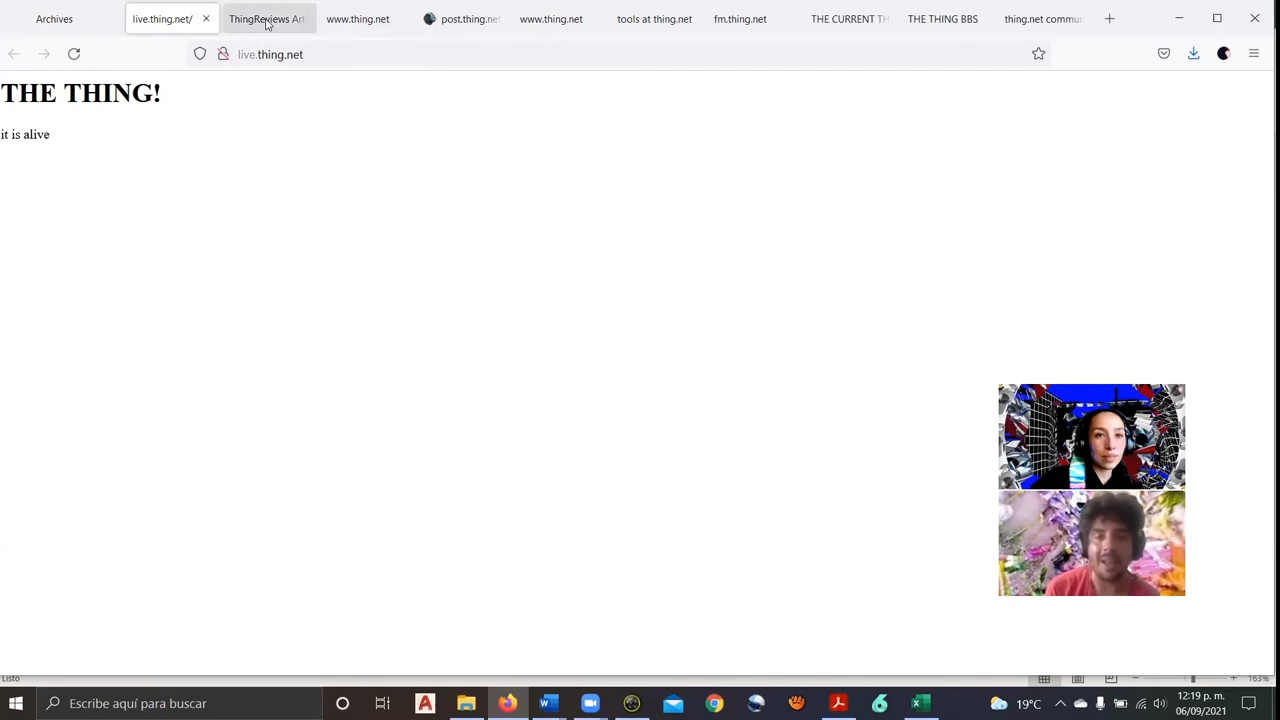 Archives
live.thing.net/
ThingReviews Art
www.thing.net
post.thing.net
www.thing.net
tools at thing.net
fm.thing.net
THE CURRENT TH
THE THING BBS
thing.net commun
live.thing.net
THE THING!
it is alive
Listo
163%
Escribe aquí para buscar
19°C
12:19 p. m.
06/09/2021